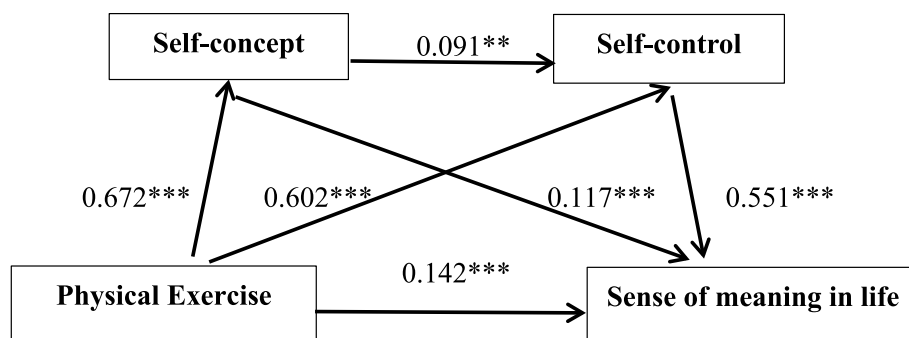 Self-concept
0.091**
Self-control
0.672***
0.602***
0.117***
0.551***
0.142***
Physical Exercise
Sense of meaning in life